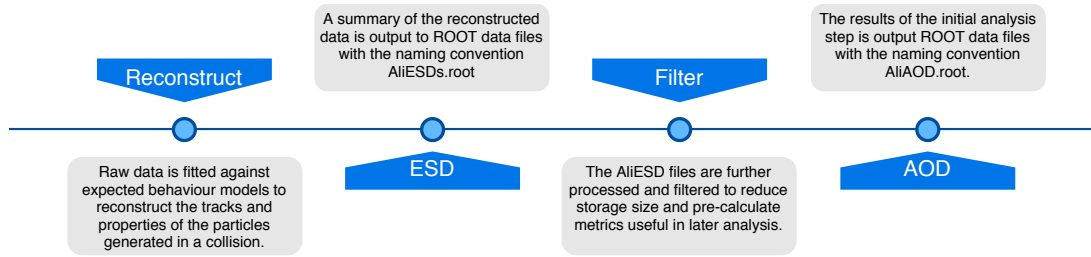 Reconstruct
Raw data is fitted against
expected behaviour models to
reconstruct the tracks and
properties of the particles
generated in a collision.
A summary of the reconstructed
data is output to ROOT data files
with the naming convention
AliESDs.root
ESD
Filter
The AliESD files are further
processed and filtered to reduce
storage size and pre-calculate
metrics useful in later analysis.
The results of the initial analysis
step is output ROOT data files
with the naming convention
AliAOD.root.
AOD